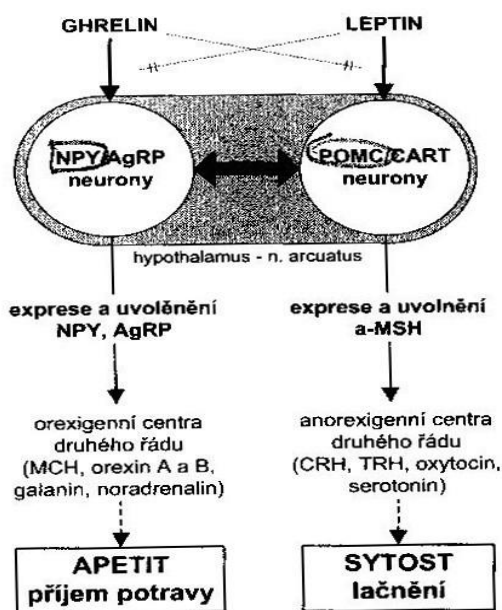 GHRELIN
LEPTIN
NPY/AgRP
neurony
POMC/CART
neurony
hypothalamus - n. arcuatus
exprese a uvolěnění
NPY, AgRP
exprese a uvolnění
a-MSH
orexigenní centra
druhého řádu
(MCH, orexin A a B,
galanin, noradrenalin)
anorexigenní centra
druhého řádu
(CRH, TRH, oxytocin,
serotonin)
APETIT
příjem potravy
SYTOST
lačnění